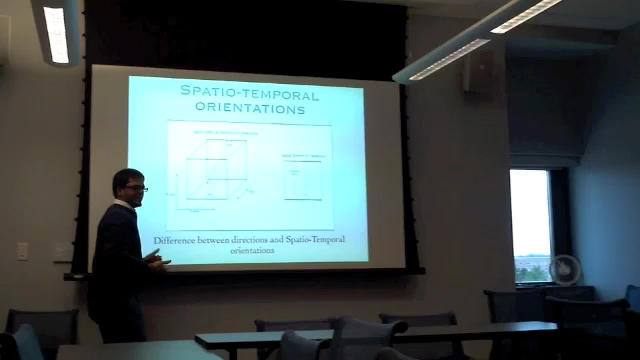 SPATIO-TEMPORAL
ORIENTATIONS
Difference between directions and Spatio-Temporal
orientations